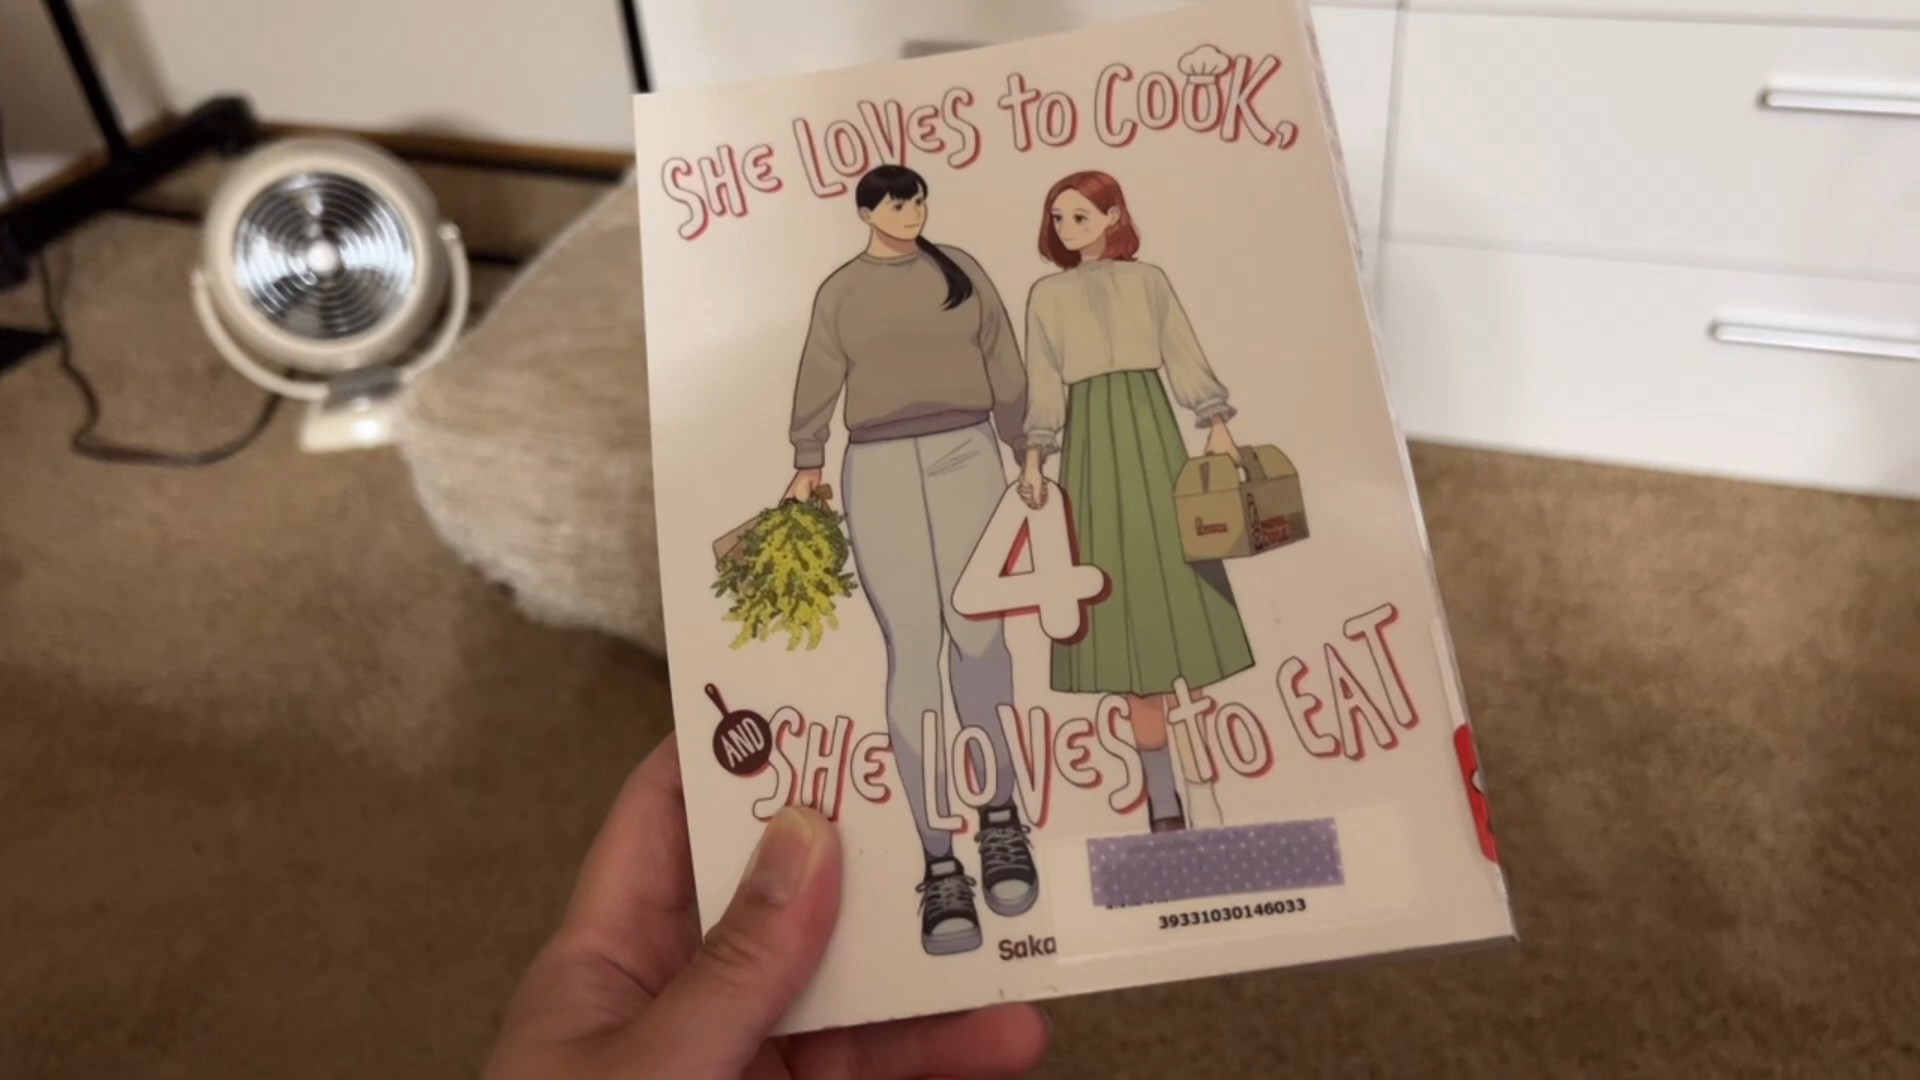 SHE LOVES to COOK,
4
AND SHE LOVES to EAT
39331030146033
Saka